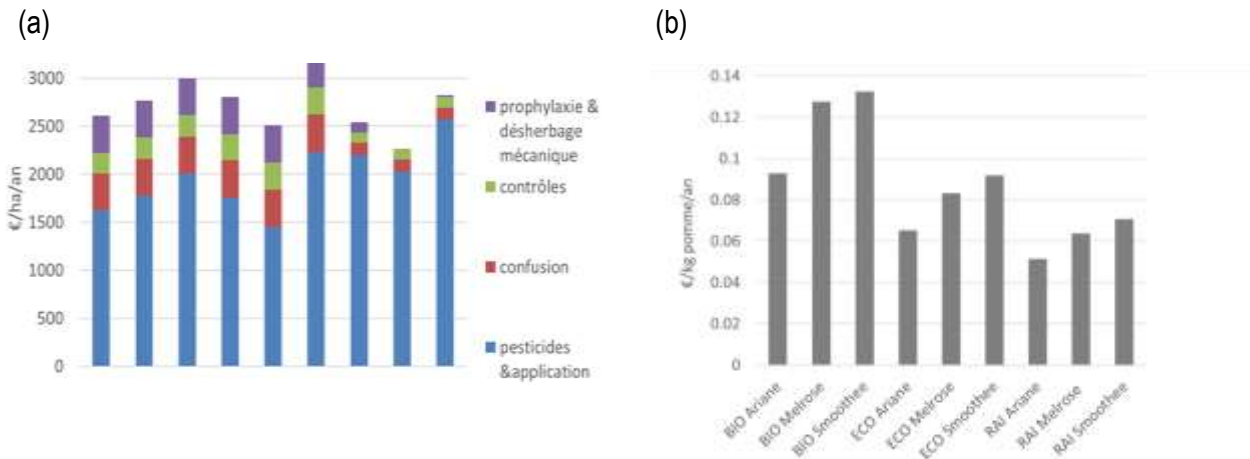 (a)
3000
2500
2000
1500
1000
500
0
€/ha/an
prophylaxie &
désherbage
mécanique
contrôles
confusion
pesticides
&application
(b)
0.14
0.12
0.1
0.08
0.06
0.04
0.02
0
€/kg pomme/an
BIO Ariane
BIO Melrose
BIO Smoothee
ECO Ariane
ECO Melrose
ECO Smoothee
RAI Ariane
RAI Melrose
RAI Smoothee